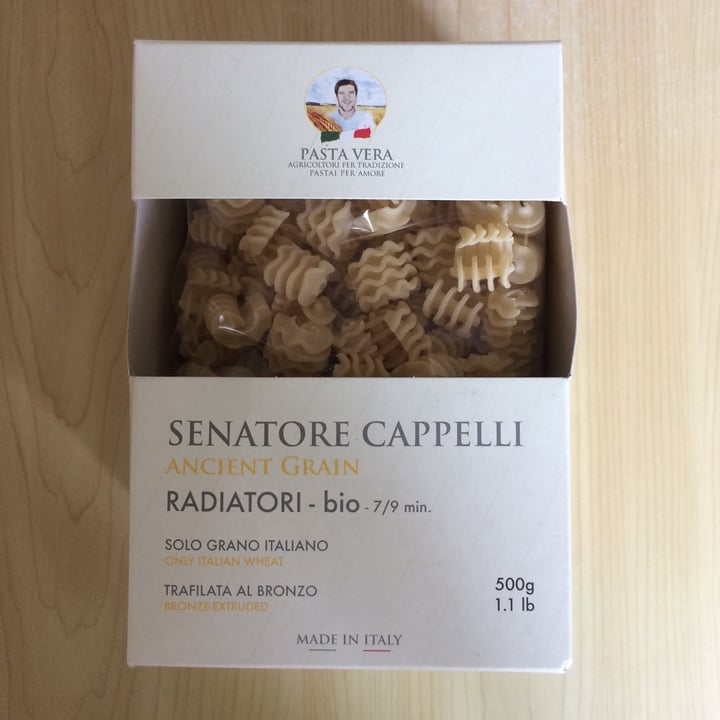 PASTA VERA
AGRICOLTORI PER TRADIZIONE
PASTAI PER AMORE
SENATORE CAPPELLI
ANCIENT GRAIN
RADIATORI - bio - 7/9 min.
SOLO GRANO ITALIANO
ONLY ITALIAN WHEAT
TRAFILATA AL BRONZO
BRONZE-EXTRUDED
500g
1.1 lb
MADE IN ITALY